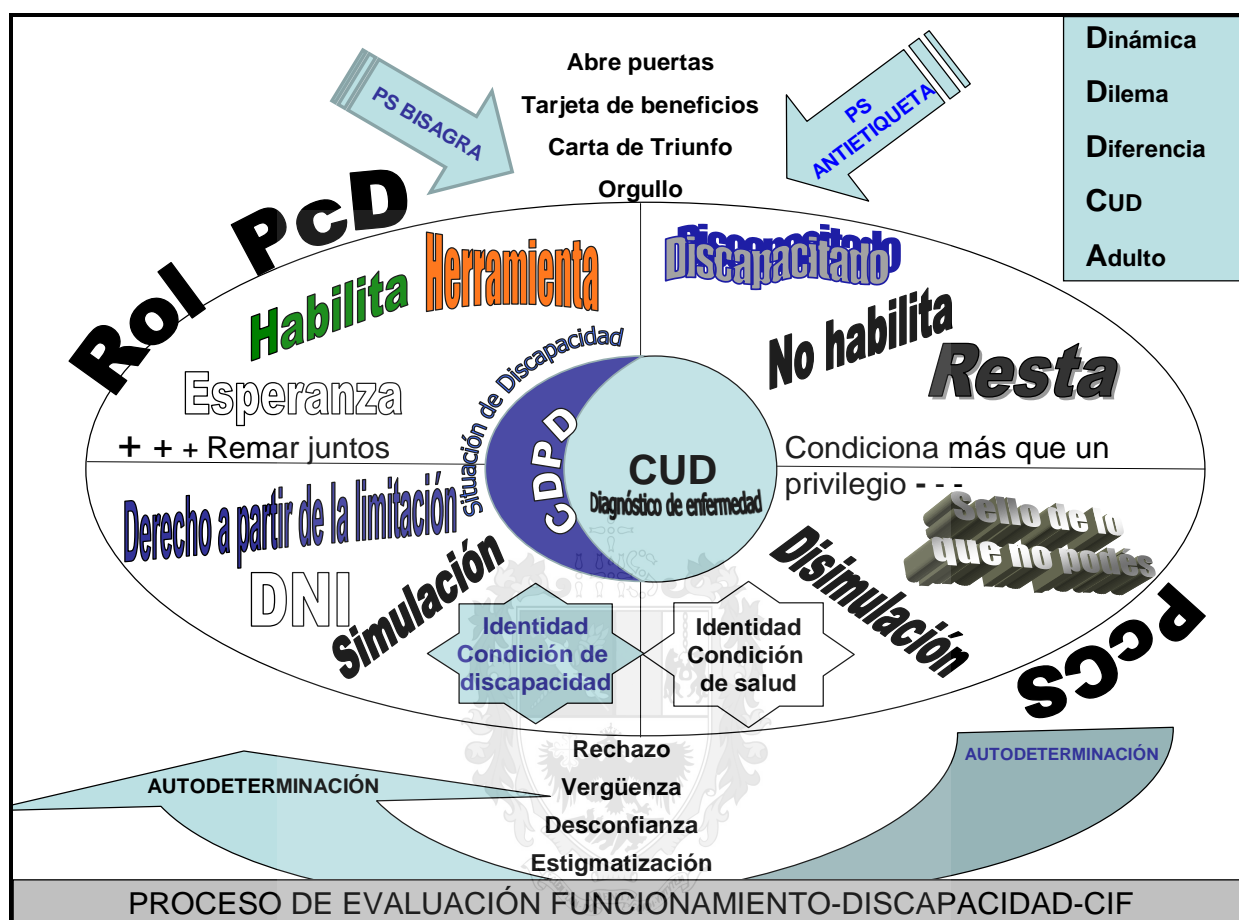 Dinámica
Dilema
Diferencia
CUD
Adulto
Abre puertas
Tarjeta de beneficios
Carta de Triunfo
Orgullo
PS BISAGRA
PS
ANTIETIQUETA
Rol PcD
Habilita
Herramienta
Esperanza
+ + + Remar juntos
Situación de Discapacidad
Discapacitado
No habilita
Resta
Condiciona más que un
privilegio - - -
CDPD
CUD
Diagnóstico de enfermedad
Derecho a partir de la limitación
DNI
Simulación
Disimulación
Sello de lo
que no podes
PcCS
Identidad
Condición de
discapacidad
Identidad
Condición
de salud
AUTODETERMINACIÓN
Rechazo
Vergüenza
Desconfianza
Estigmatización
AUTODETERMINACIÓN
PROCESO DE EVALUACIÓN FUNCIONAMIENTO-DISCAPACIDAD-CIF